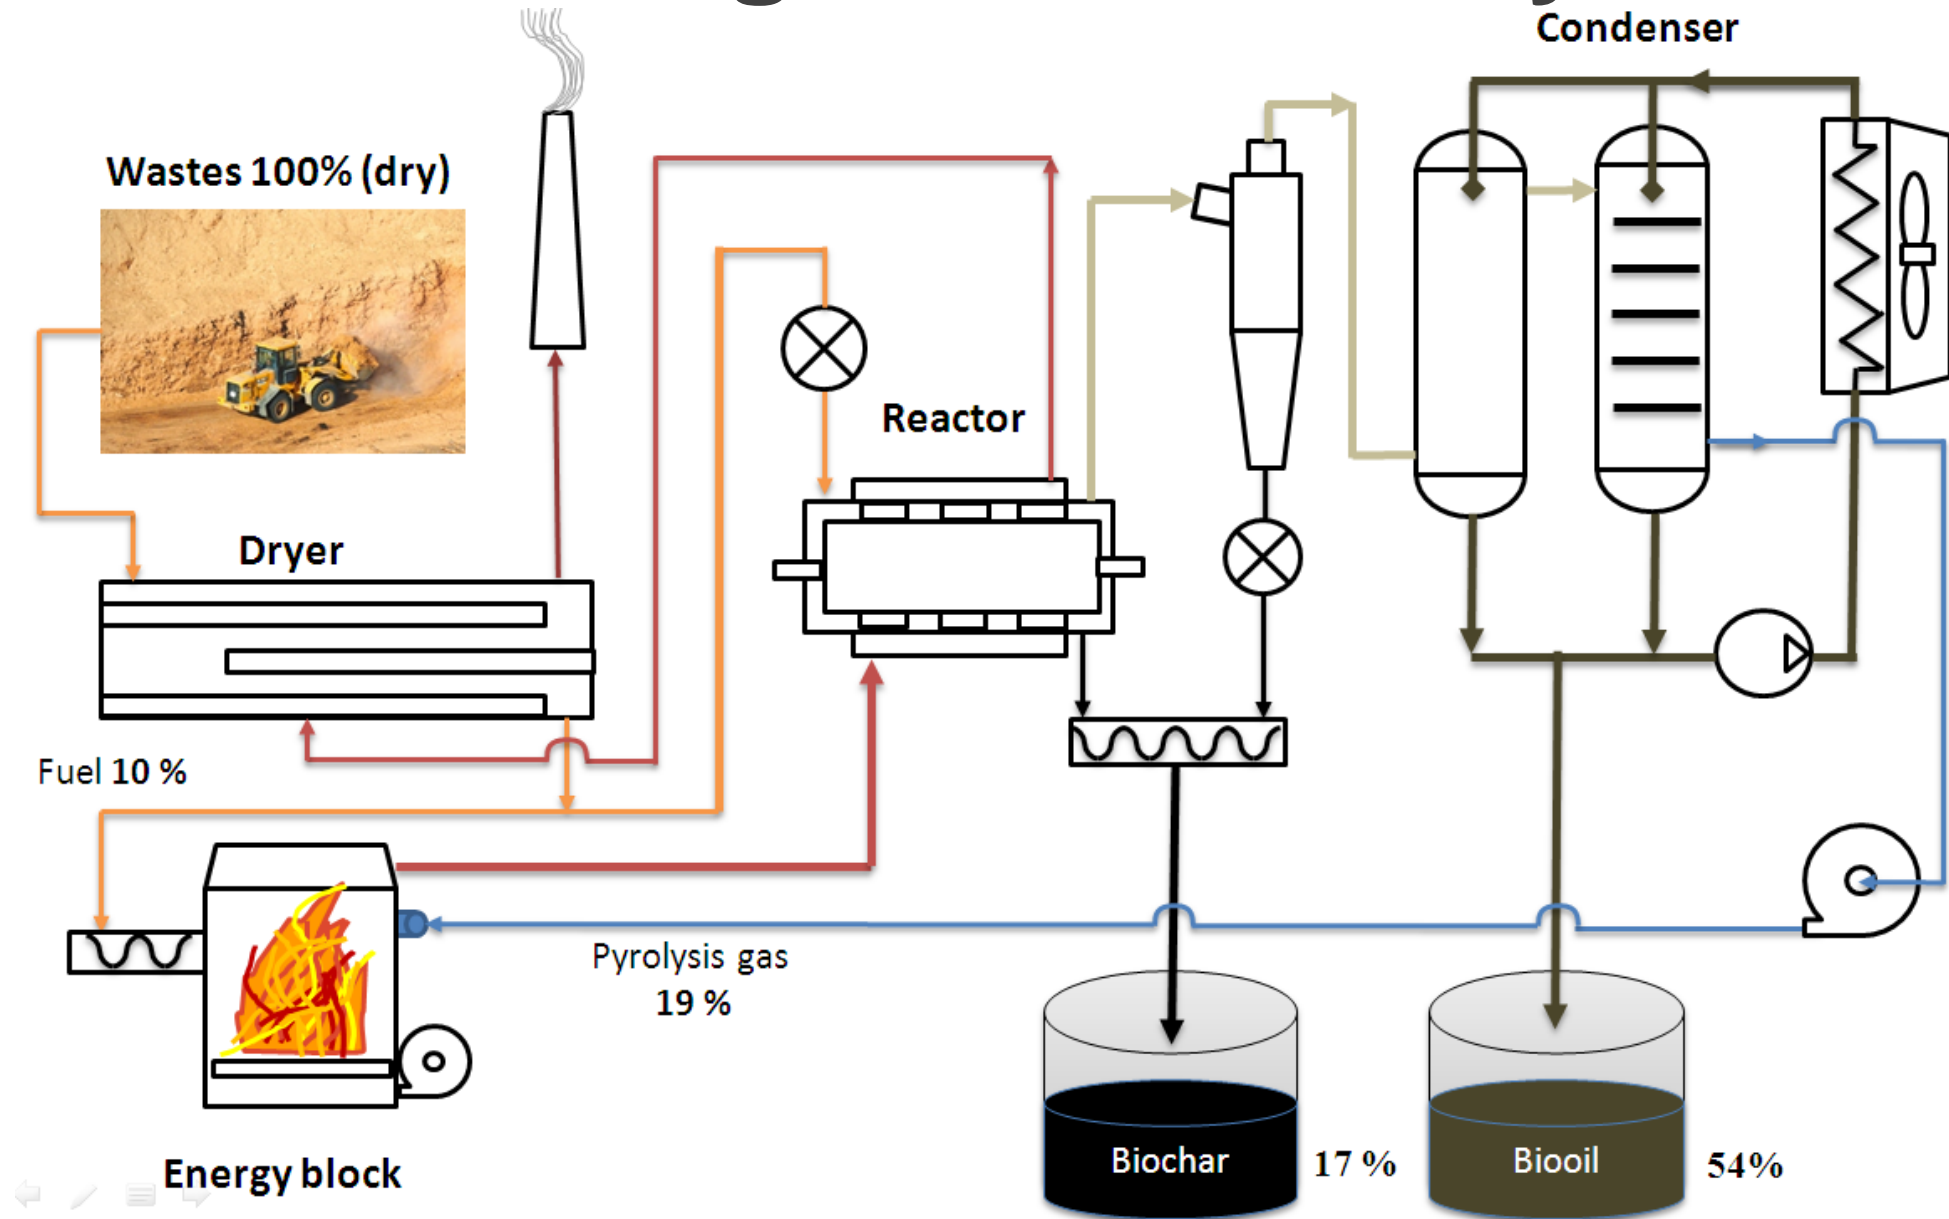 Condenser
Wastes 100% (dry)
Reactor
Dryer
Fuel 10 %
Pyrolysis gas
19 %
Biochar
17 %
Biooil
54%
Energy block